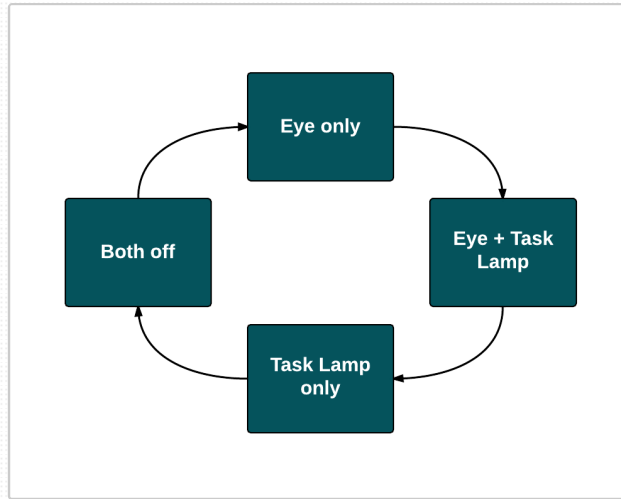 Eye only
Eye + Task
Lamp
Task Lamp
only
Both off